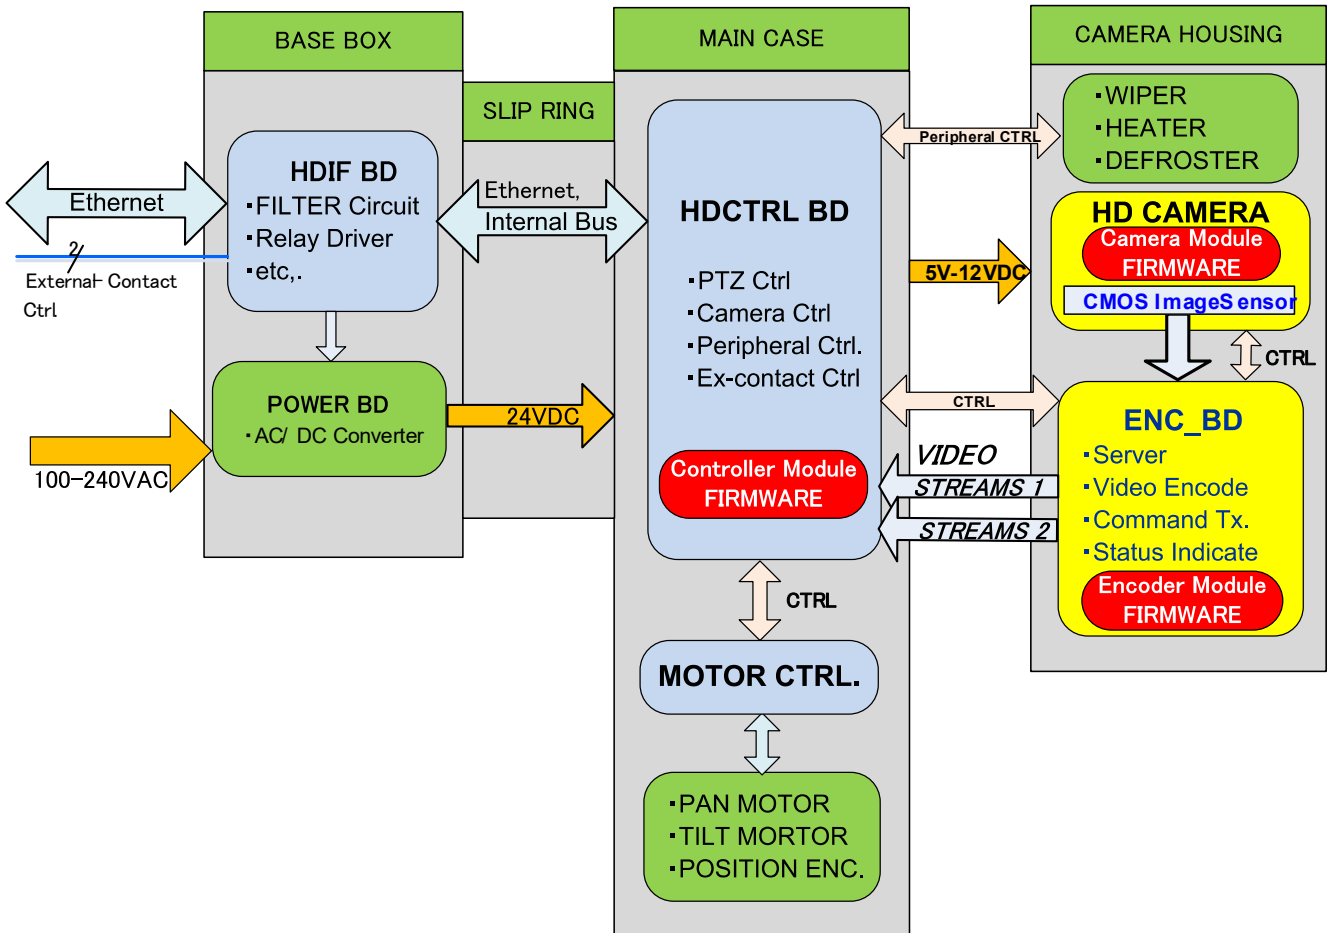 BASE BOX
MAIN CASE
CAMERA HOUSING
SLIP RING
Ethernet
2
External-Contact
Ctrl
100-240VAC
HDIF BD
・FILTER Circuit
・Relay Driver
・etc,.
POWER BD
・AC/ DC Converter
Ethernet,
Internal Bus
24VDC
HDCTRL BD
・PTZ Ctrl
・Camera Ctrl
・Peripheral Ctrl.
・Ex-contact Ctrl
Controller Module
FIRMWARE
CTRL
MOTOR CTRL.
・PAN MOTOR
・TILT MORTOR
・POSITION ENC.
Peripheral CTRL
5V-12VDC
CTRL
VIDEO
STREAMS 1
STREAMS 2
・WIPER
・HEATER
・DEFROSTER
HD CAMERA
Camera Module
FIRMWARE
CMOS ImageSensor
CTRL
ENC_BD
・Server
・Video Encode
・Command Tx.
・Status Indicate
Encoder Module
FIRMWARE